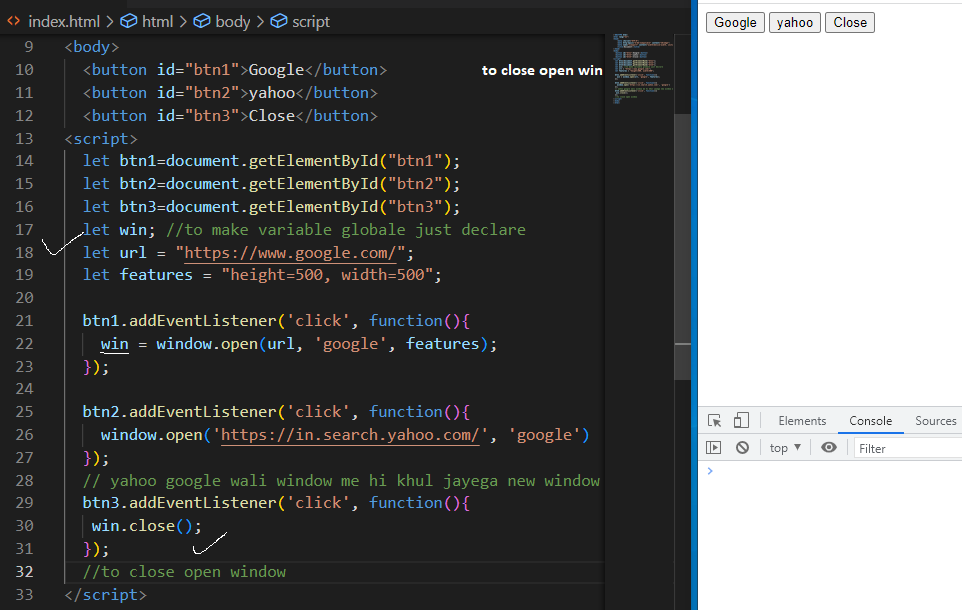 index.html > html > body > script
9 <body>
10 <button id="btn1">Google</button> to close open win
11 <button id="btn2">yahoo</button>
12 <button id="btn3">Close</button>
13 <script>
14 let btn1=document.getElementById("btn1");
15 let btn2=document.getElementById("btn2");
16 let btn3=document.getElementById("btn3");
17 let win; //to make variable globale just declare
18 let url = "https://www.google.com/";
19 let features = "height=500, width=500";
20
21 btn1.addEventListener('click', function(){
22 win = window.open(url, 'google', features);
23 });
24
25 btn2.addEventListener('click', function(){
26 window.open('https://in.search.yahoo.com/', 'google')
27 });
28 // yahoo google wali window me hi khul jayega new window
29 btn3.addEventListener('click', function(){
30 win.close();
31 });
32 //to close open window
33 </script>
Google yahoo Close
Elements Console Sources
top Filter